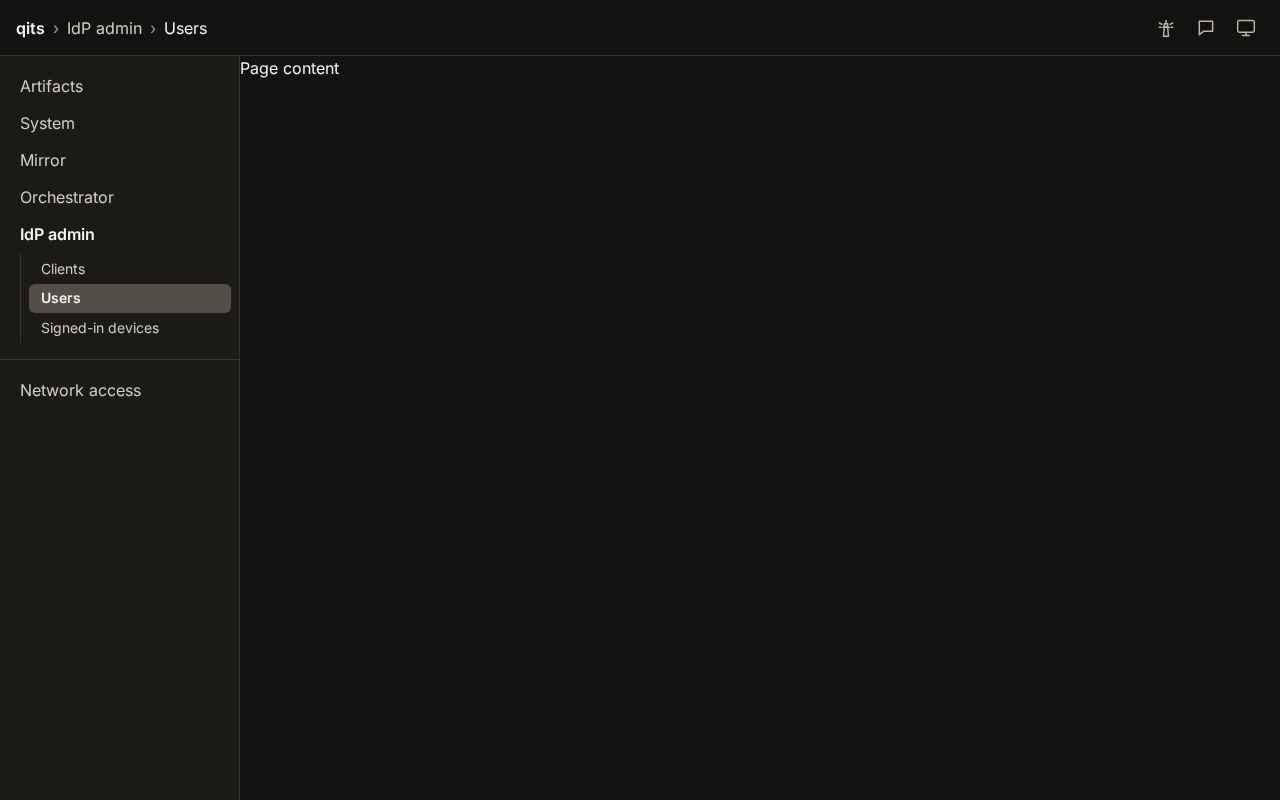 qits › IdP admin › Users
Artifacts
System
Mirror
Orchestrator
IdP admin
Clients
Users
Signed-in devices
Network access
Page content